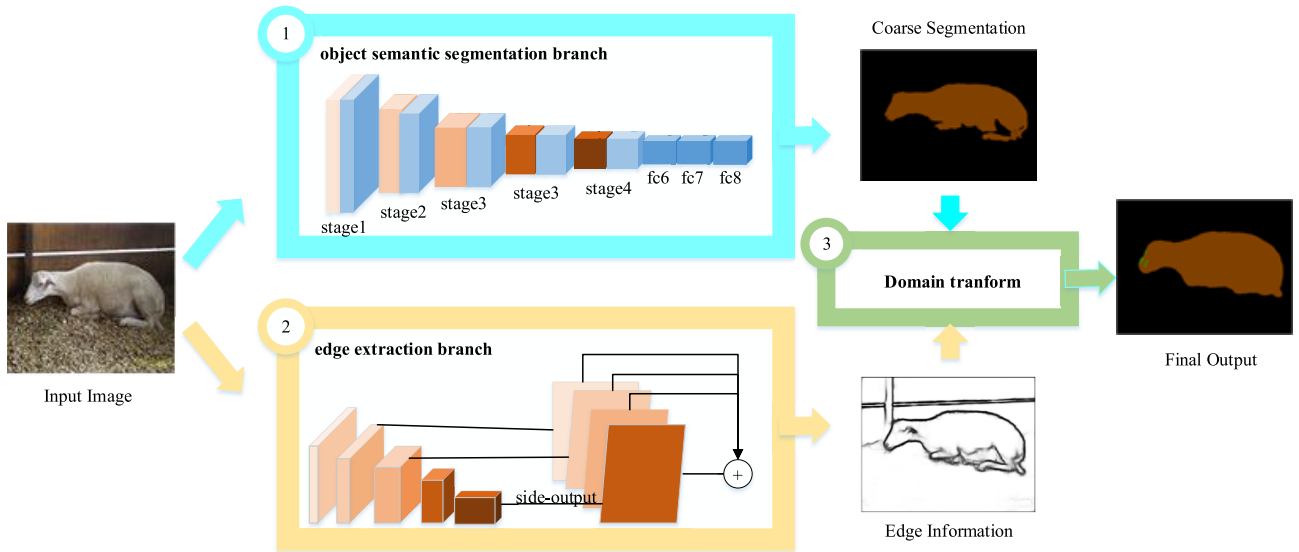 1
object semantic segmentation branch
stage1
stage2
stage3
stage3
stage4
fc6
fc7
fc8
Coarse Segmentation
Input Image
2
edge extraction branch
side-output
+
Edge Information
3
Domain tranform
Final Output